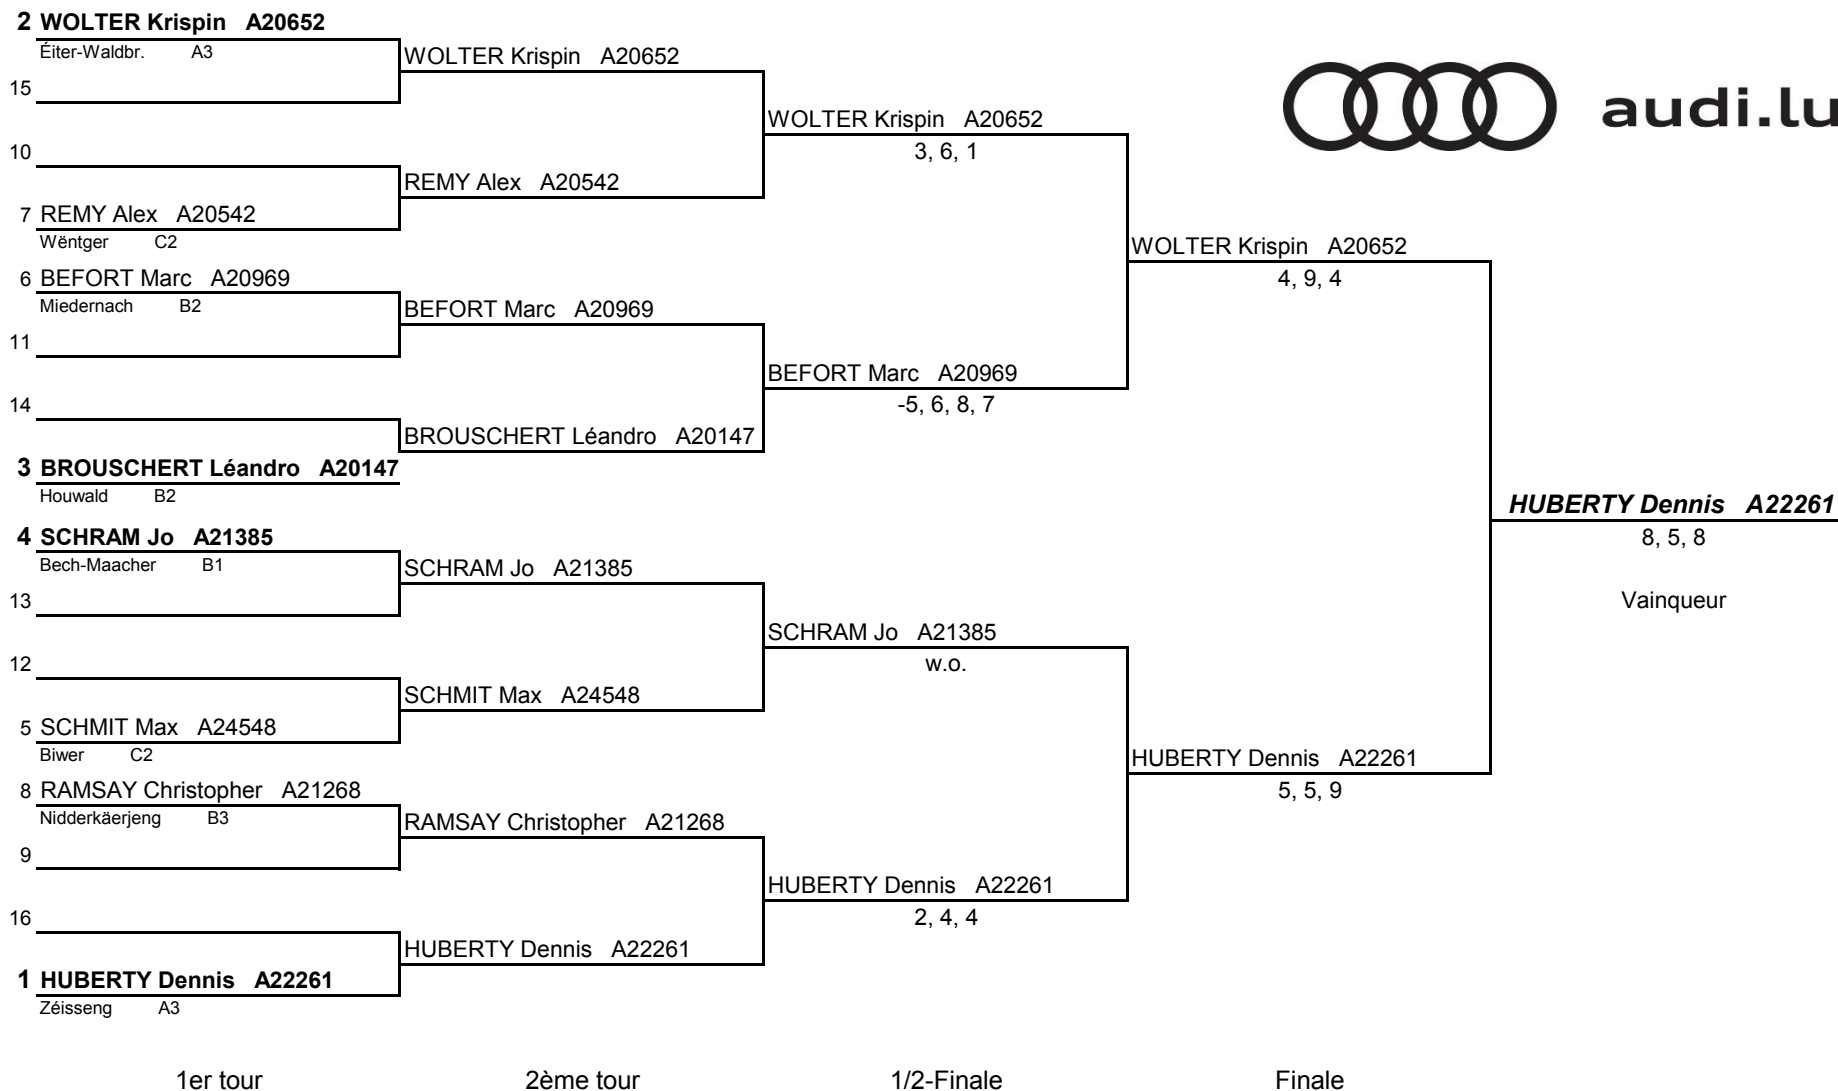 2 WOLTER Krispin A20652
Éiter-Waldbr. A3
WOLTER Krispin A20652
15
audi.lu
WOLTER Krispin A20652
3, 6, 1
10
REMY Alex A20542
7 REMY Alex A20542
Wëntger C2
WOLTER Krispin A20652
4, 9, 4
6 BEFORT Marc A20969
Miedernach B2
BEFORT Marc A20969
11
BEFORT Marc A20969
-5, 6, 8, 7
14
BROUSCHERT Léandro A20147
3 BROUSCHERT Léandro A20147
Houwald B2
HUBERTY Dennis A22261
8, 5, 8
Vainqueur
4 SCHRAM Jo A21385
Bech-Maacher B1
SCHRAM Jo A21385
13
SCHRAM Jo A21385
w.o.
12
SCHMIT Max A24548
5 SCHMIT Max A24548
Biwer C2
HUBERTY Dennis A22261
5, 5, 9
8 RAMSAY Christopher A21268
Nidderkäerjeng B3
RAMSAY Christopher A21268
9
HUBERTY Dennis A22261
2, 4, 4
16
HUBERTY Dennis A22261
1 HUBERTY Dennis A22261
Zéisseng A3
1er tour 2ème tour 1/2-Finale Finale